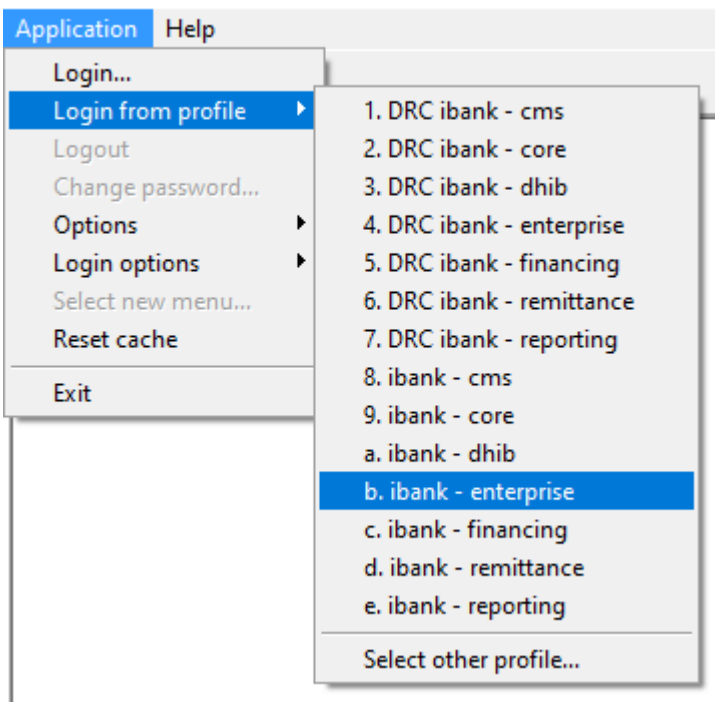 Application Help
Login...
Login from profile
Logout
Change password...
Options
Login options
Select new menu...
Reset cache
Exit
1. DRC ibank - cms
2. DRC ibank - core
3. DRC ibank - dhib
4. DRC ibank - enterprise
5. DRC ibank - financing
6. DRC ibank - remittance
7. DRC ibank - reporting
8. ibank - cms
9. ibank - core
a. ibank - dhib
b. ibank - enterprise
c. ibank - financing
d. ibank - remittance
e. ibank - reporting
Select other profile...